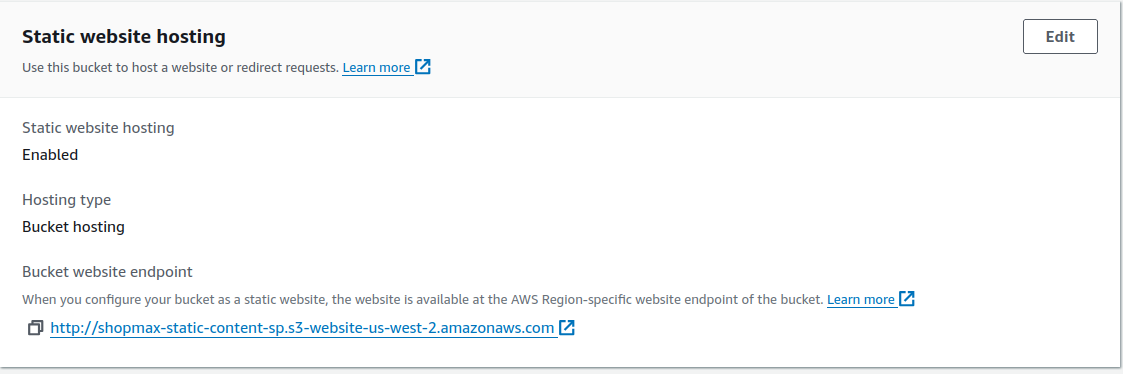 Static website hosting
Edit
Use this bucket to host a website or redirect requests. Learn more
Static website hosting
Enabled
Hosting type
Bucket hosting
Bucket website endpoint
When you configure your bucket as a static website, the website is available at the AWS Region-specific website endpoint of the bucket. Learn more
http://shopmax-static-content-sp.s3-website-us-west-2.amazonaws.com